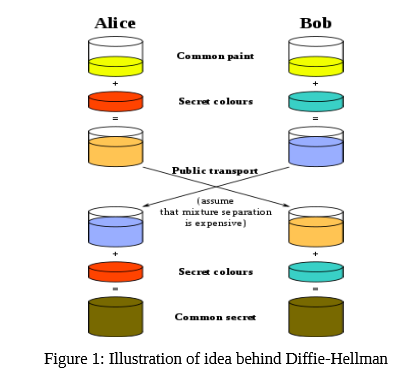 Alice Bob
Common paint
+ +
Secret colours
= =
Public transport
(assume
that mixture separation
is expensive)
+ +
Secret colours
= =
Common secret
Figure 1: Illustration of idea behind Diffie-Hellman